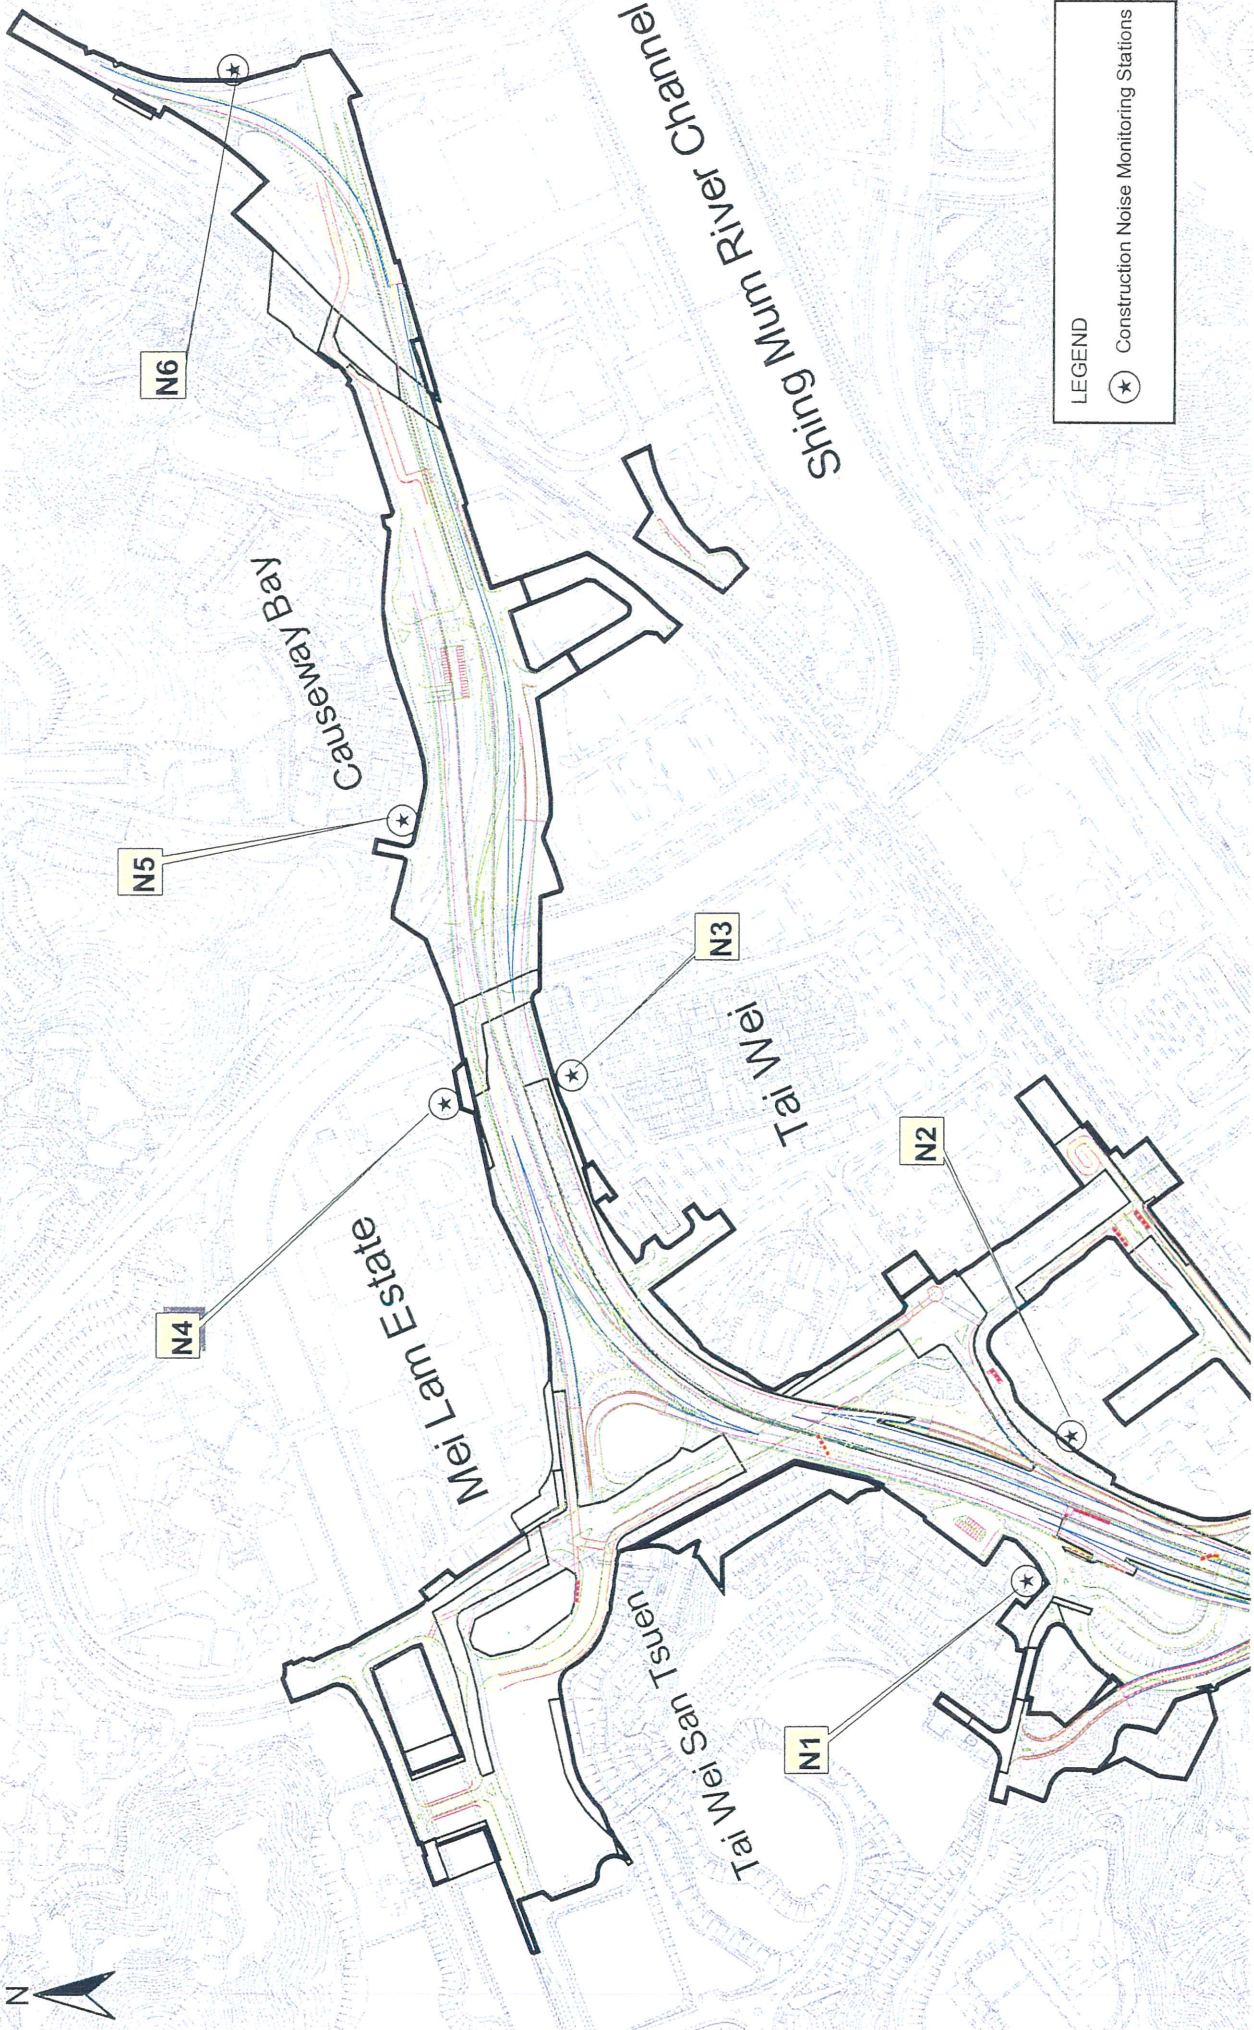 N
N6
N5
N4
N3
N2
N1
Causeway Bay
Mei Lam Estate
Tai Wei
Tai Wei San Tsuen
Shing Mum River Channel
LEGEND
Construction Noise Monitoring Stations